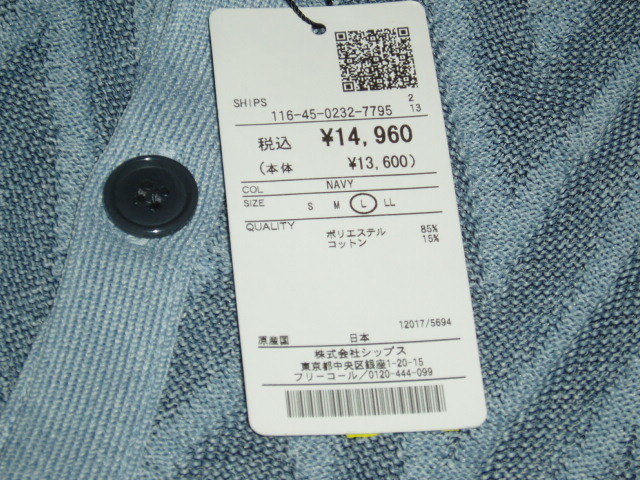 SHIPS 2
116-45-0232-7795 13
税込 ¥14,960
(本体 ¥13,600)
COL NAVY
SIZE S M L LL
QUALITY
ポリエステル 85%
コットン 15%
12017/5694
原産国 日本
株式会社シップス
東京都中央区銀座1-20-15
フリーコール/0120-444-099